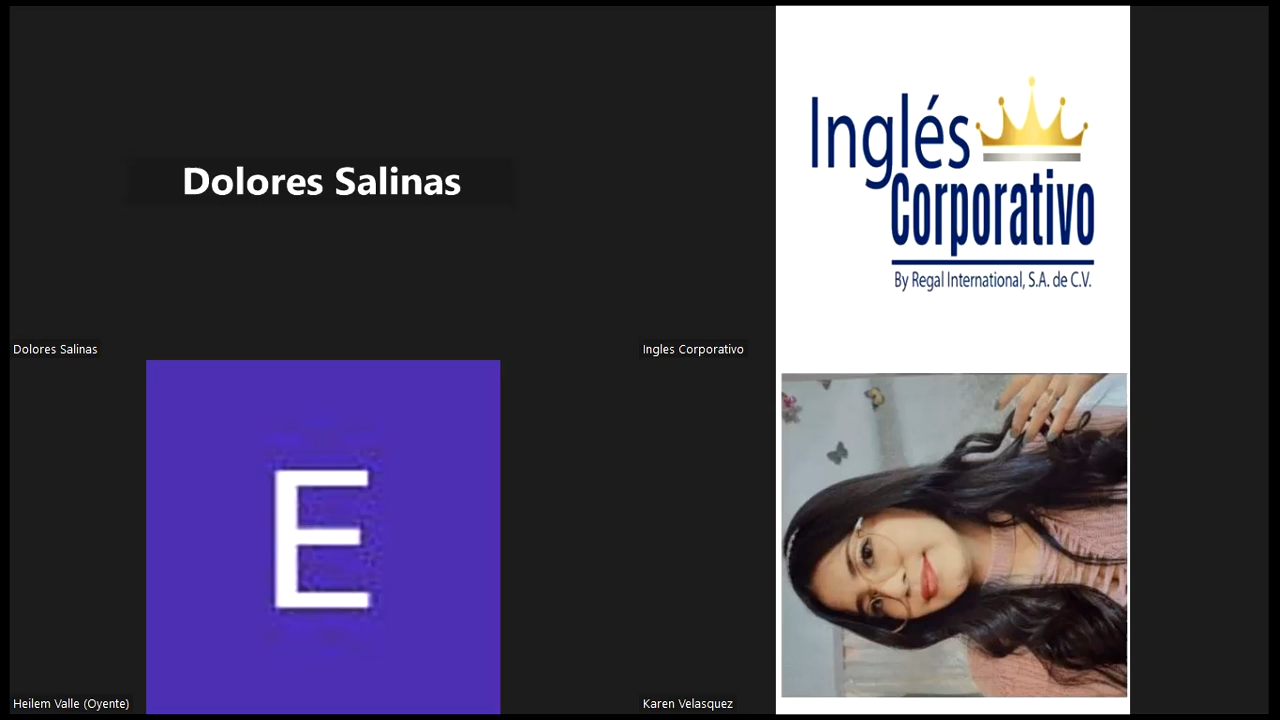 Dolores Salinas
Inglés
Corporativo
By Regal International, S.A. de C.V.
Dolores Salinas
Ingles Corporativo
E
Heilem Valle (Oyente)
Karen Velasquez